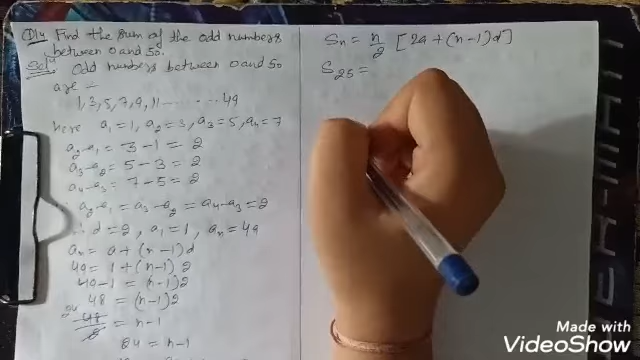 Q14 Find the sum of the odd numbers
between 0 and 50.
Sol:- Odd numbers between 0 and 50
are :-
1, 3, 5, 7, 9, 11 ........ 49
here a₁ = 1, a₂ = 3, a₃ = 5, a₄ = 7
a₂-a₁ = 3 - 1 = 2
a₃-a₂ = 5 - 3 = 2
a₄-a₃ = 7 - 5 = 2
a₂-a₁ = a₃-a₂ = a₄-a₃ = 2
∴ d = 2, a₁ = 1, aₙ = 49
aₙ = a + (n-1)d
49 = 1 + (n-1)2
49-1 = (n-1)2
48 = (n-1)2
24
48/2 = n-1
24 = n-1
Sₙ = n/2 [2a + (n-1)d]
S₂₅ =
Made with
VideoShow